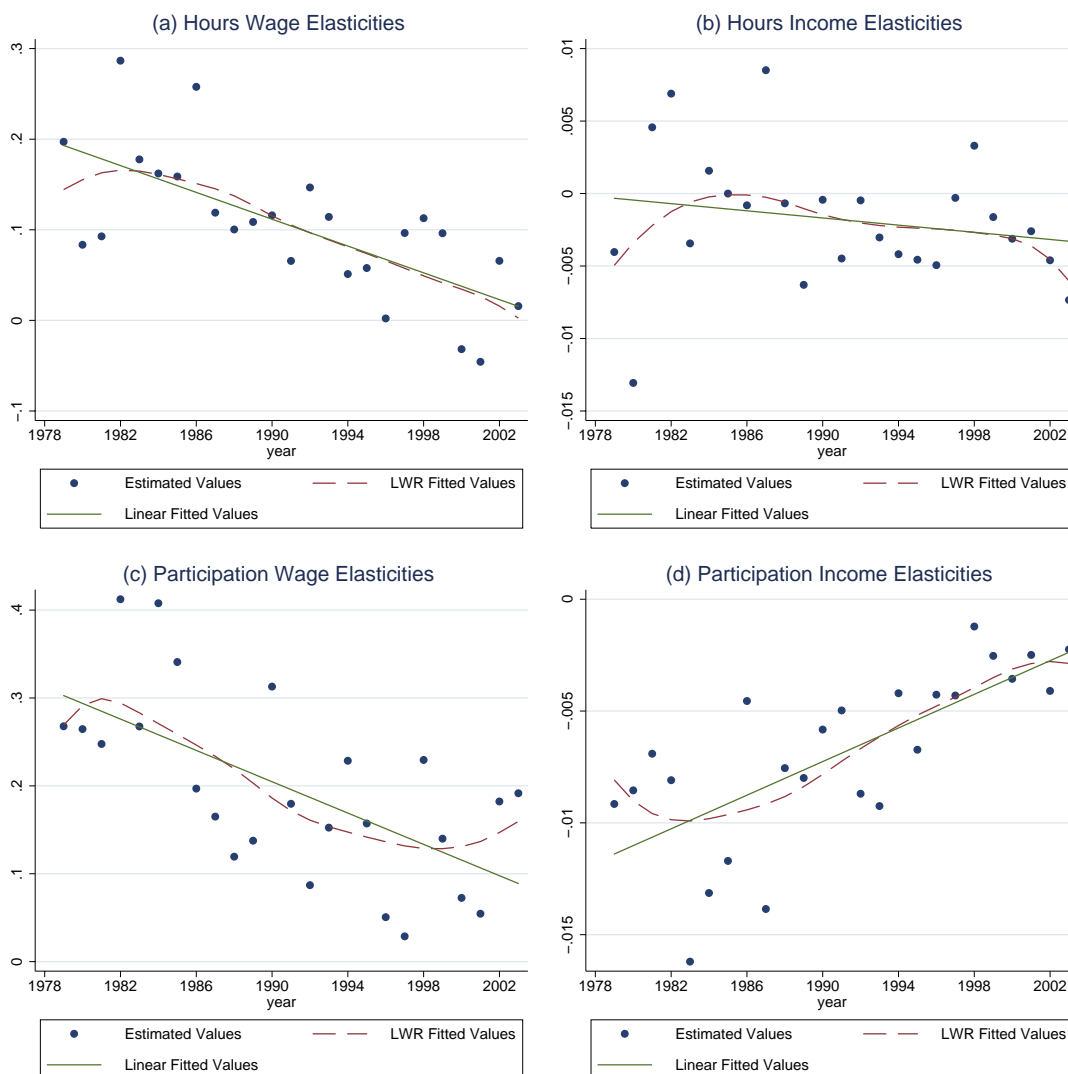 (a) Hours Wage Elasticities
.3
.2
.1
0
-.1
1978 1982 1986 1990 1994 1998 2002
year
Estimated Values LWR Fitted Values
Linear Fitted Values
(b) Hours Income Elasticities
.01
.005
0
-.005
-.01
-.015
1978 1982 1986 1990 1994 1998 2002
year
Estimated Values LWR Fitted Values
Linear Fitted Values
(c) Participation Wage Elasticities
.4
.3
.2
.1
0
1978 1982 1986 1990 1994 1998 2002
year
Estimated Values LWR Fitted Values
Linear Fitted Values
(d) Participation Income Elasticities
0
-.005
-.01
-.015
1978 1982 1986 1990 1994 1998 2002
year
Estimated Values LWR Fitted Values
Linear Fitted Values